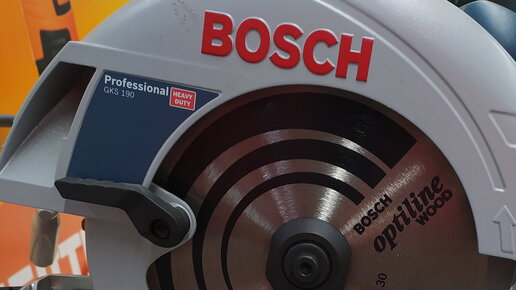 BOSCH
Professional
GKS 190
HEAVY
DUTY
BOSCH
optiline
WOOD
30